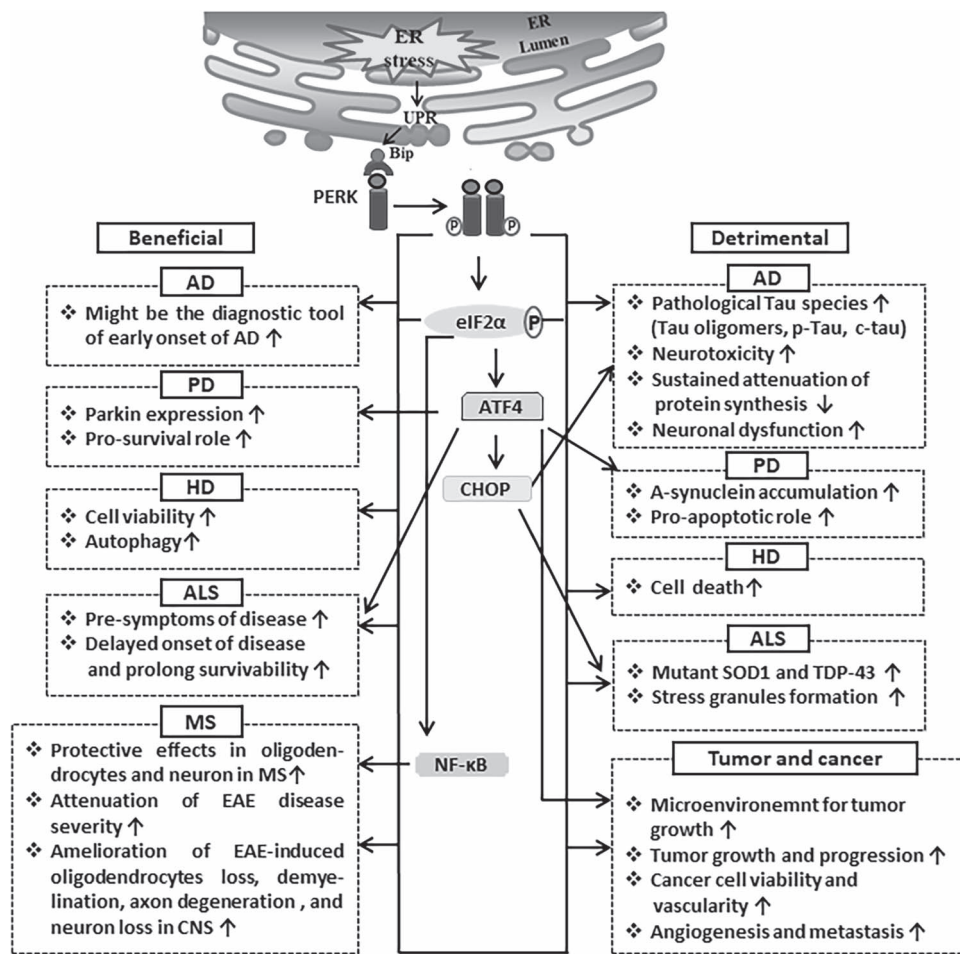 ER
stress
ER
Lumen
UPR
Bip
PERK
P
P
Beneficial
AD
❖ Might be the diagnostic tool
of early onset of AD ↑
PD
❖ Parkin expression ↑
❖ Pro-survival role ↑
HD
❖ Cell viability ↑
❖ Autophagy ↑
ALS
❖ Pre-symptoms of disease ↑
❖ Delayed onset of disease
and prolong survivability ↑
MS
❖ Protective effects in oligoden-
drocytes and neuron in MS ↑
❖ Attenuation of EAE disease
severity ↑
❖ Amelioration of EAE-induced
oligodendrocytes loss, demye-
lination, axon degeneration , and
neuron loss in CNS ↑
eIF2α
P
ATF4
CHOP
NF-κB
Detrimental
AD
❖ Pathological Tau species ↑
(Tau oligomers, p-Tau, c-tau)
❖ Neurotoxicity ↑
❖ Sustained attenuation of
protein synthesis ↓
❖ Neuronal dysfunction ↑
PD
❖ A-synuclein accumulation ↑
❖ Pro-apoptotic role ↑
HD
❖ Cell death ↑
ALS
❖ Mutant SOD1 and TDP-43 ↑
❖ Stress granules formation ↑
Tumor and cancer
❖ Microenvironemnt for tumor
growth ↑
❖ Tumor growth and progression ↑
❖ Cancer cell viability and
vascularity ↑
❖ Angiogenesis and metastasis ↑